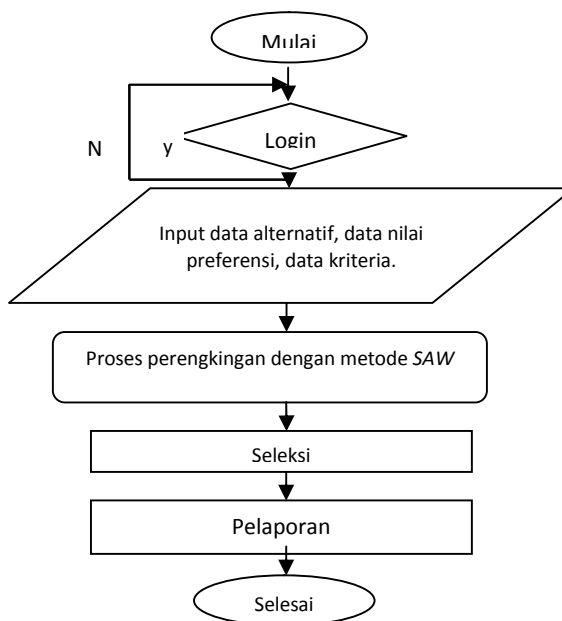 Mulai
Login
N
y
Input data alternatif, data nilai
preferensi, data kriteria.
Proses perengkingan dengan metode SAW
Seleksi
Pelaporan
Selesai